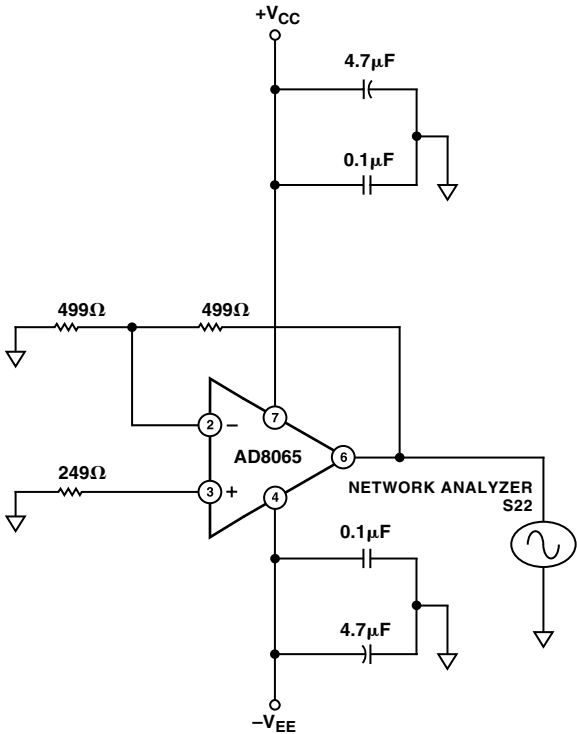 +VCC
4.7µF
0.1µF
499Ω 499Ω
7
2 –
AD8065 6
249Ω
3 +
4
NETWORK ANALYZER
S22
0.1µF
4.7µF
–VEE